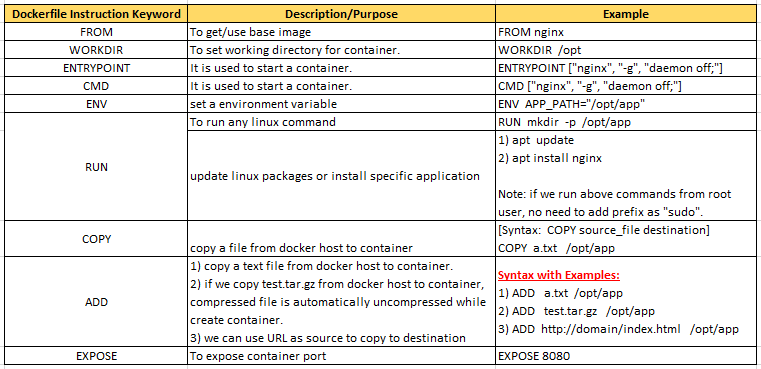 Dockerfile Instruction Keyword Description/Purpose Example
FROM To get/use base image FROM nginx
WORKDIR To set working directory for container. WORKDIR /opt
ENTRYPOINT It is used to start a container. ENTRYPOINT ["nginx", "-g", "daemon off;"]
CMD It is used to start a container. CMD ["nginx", "-g", "daemon off;"]
ENV set a environment variable ENV APP_PATH="/opt/app"
RUN
To run any linux command RUN mkdir -p /opt/app
update linux packages or install specific application
1) apt update
2) apt install nginx
Note: if we run above commands from root
user, no need to add prefix as "sudo".
COPY
copy a file from docker host to container
[Syntax: COPY source_file destination]
COPY a.txt /opt/app
ADD
1) copy a text file from docker host to container.
2) if we copy test.tar.gz from docker host to container,
compressed file is automatically uncompressed while
create container.
3) we can use URL as source to copy to destination
Syntax with Examples:
1) ADD a.txt /opt/app
2) ADD test.tar.gz /opt/app
3) ADD http://domain/index.html /opt/app
EXPOSE To expose container port EXPOSE 8080